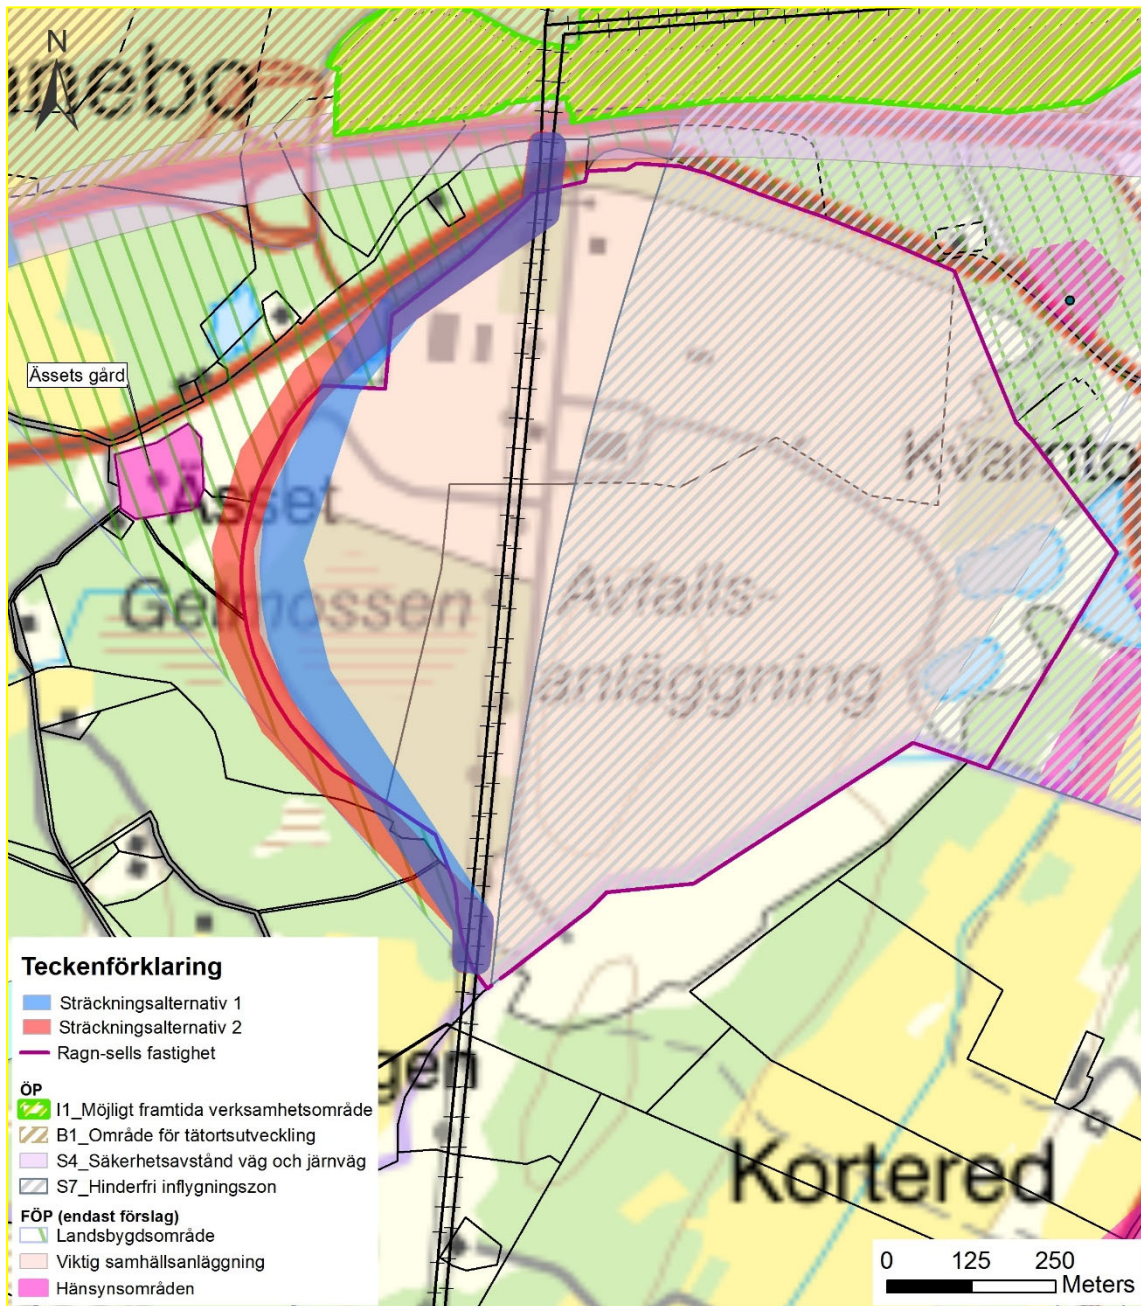 N
Ässets gård
Ässet
Gelmossen
Avfalls-
anläggning
Kortered
Teckenförklaring
Sträckningsalternativ 1
Sträckningsalternativ 2
Ragn-sells fastighet
ÖP
I1_Möjligt framtida verksamhetsområde
B1_Område för tätortsutveckling
S4_Säkerhetsavstånd väg och järnväg
S7_Hinderfri inflygningszon
FÖP (endast förslag)
Landsbygdsområde
Viktig samhällsanläggning
Hänsynsområden
0 125 250
Meters